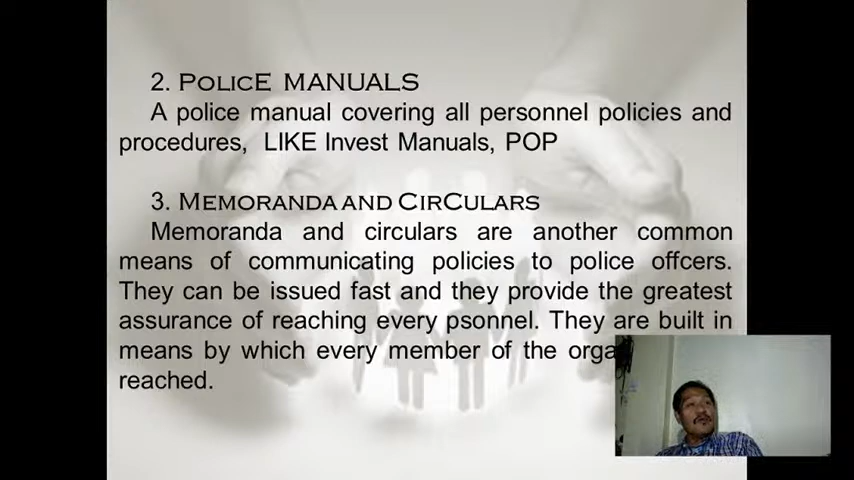 2. PolicE MANUALS
A police manual covering all personnel policies and
procedures, LIKE Invest Manuals, POP
3. Memoranda and CirCulars
Memoranda and circulars are another common
means of communicating policies to police offcers.
They can be issued fast and they provide the greatest
assurance of reaching every psonnel. They are built in
means by which every member of the
reached.